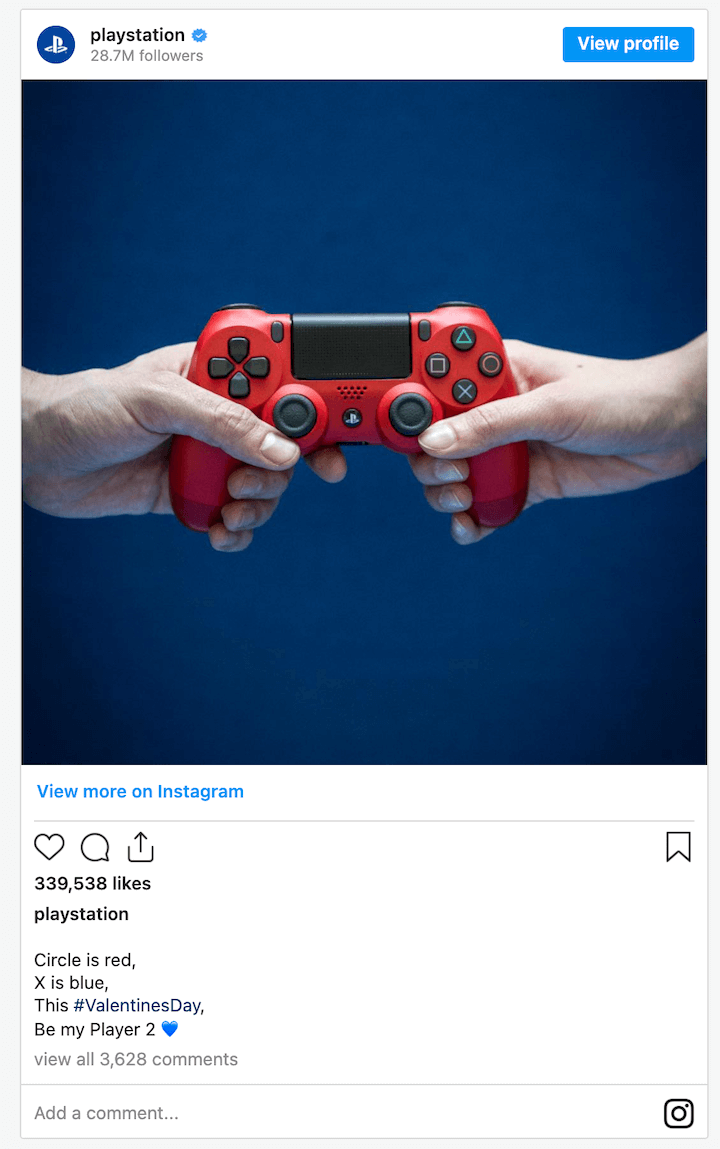 playstation
28.7M followers
View profile
View more on Instagram
339,538 likes
playstation
Circle is red,
X is blue,
This #ValentinesDay,
Be my Player 2 💙
view all 3,628 comments
Add a comment...